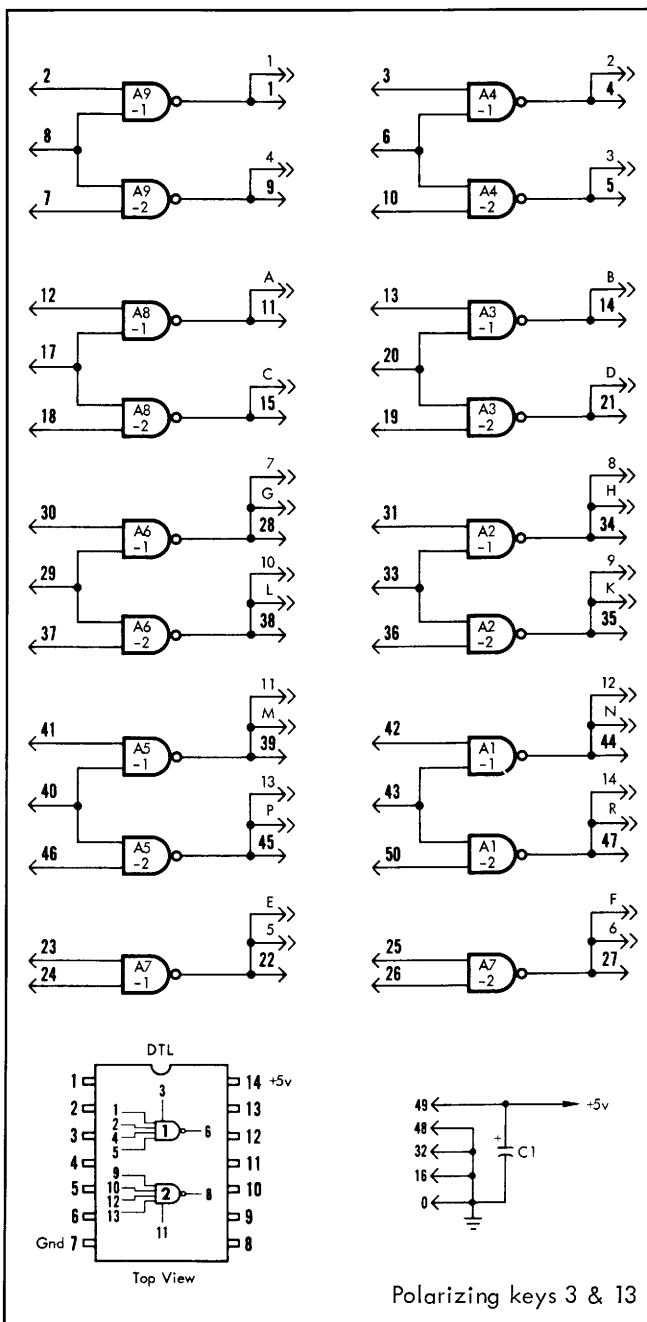 1
2 A9 -1 1
8
4
7 A9 -2 9
2
3 A4 -1 4
6
3
10 A4 -2 5
A
12 A8 -1 11
17
C
18 A8 -2 15
B
13 A3 -1 14
20
D
19 A3 -2 21
7
G
30 A6 -1 28
29
10
L
37 A6 -2 38
8
H
31 A2 -1 34
33
9
K
36 A2 -2 35
11
M
41 A5 -1 39
40
13
P
46 A5 -2 45
12
N
42 A1 -1 44
43
14
R
50 A1 -2 47
E
5
23 A7 -1 22
24
F
6
25 A7 -2 27
26
DTL
1 14 +5v
2 13
3 12
4 11
5 10
6 9
Gnd 7 8
3
1
2 1 6
4
5
9
10 2 8
12
13
11
Top View
49 +5v
48
32 + C1
16
0
Polarizing keys 3 & 13